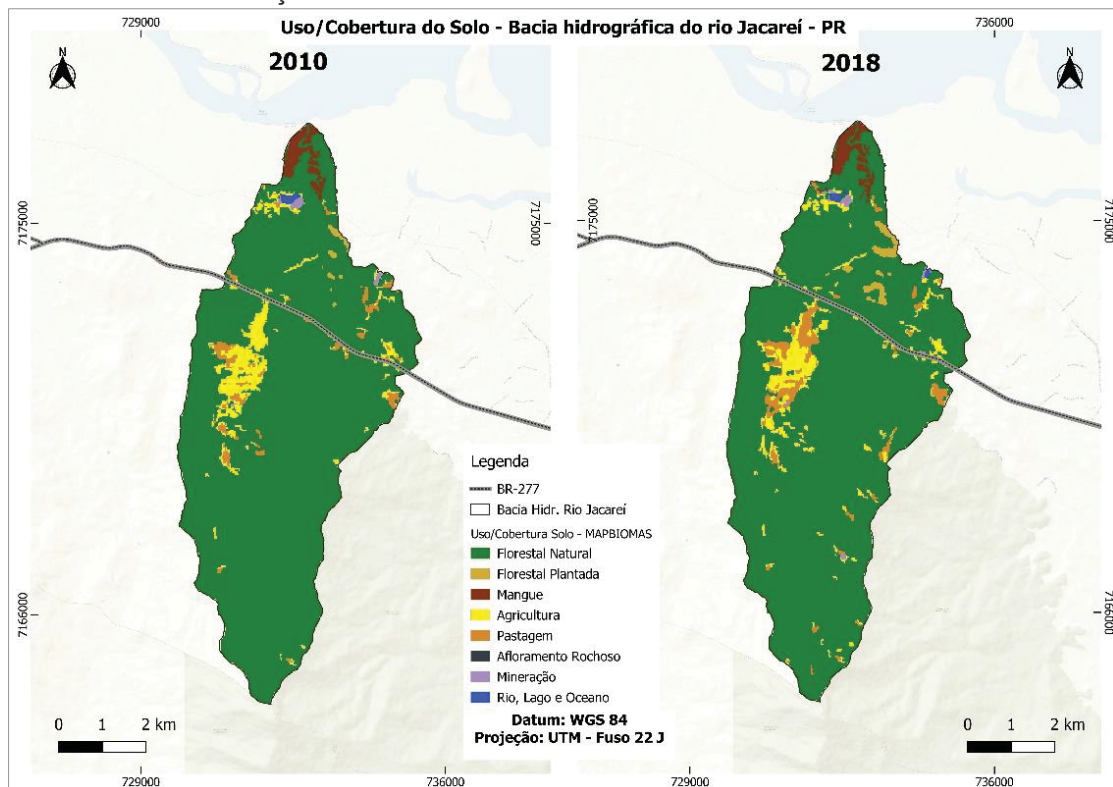 Uso/Cobertura do Solo - Bacia hidrográfica do rio Jacareí - PR
729000
736000
2010
2018
N
N
7175000
7175000
7175000
7166000
7166000
Legenda
BR-277
Bacia Hidr. Rio Jacareí
Uso/Cobertura Solo - MAPBIOMAS
Florestal Natural
Florestal Plantada
Mangue
Agricultura
Pastagem
Afloramento Rochoso
Mineração
Rio, Lago e Oceano
Datum: WGS 84
Projeção: UTM - Fuso 22 J
0 1 2 km
0 1 2 km
729000
736000
729000
736000